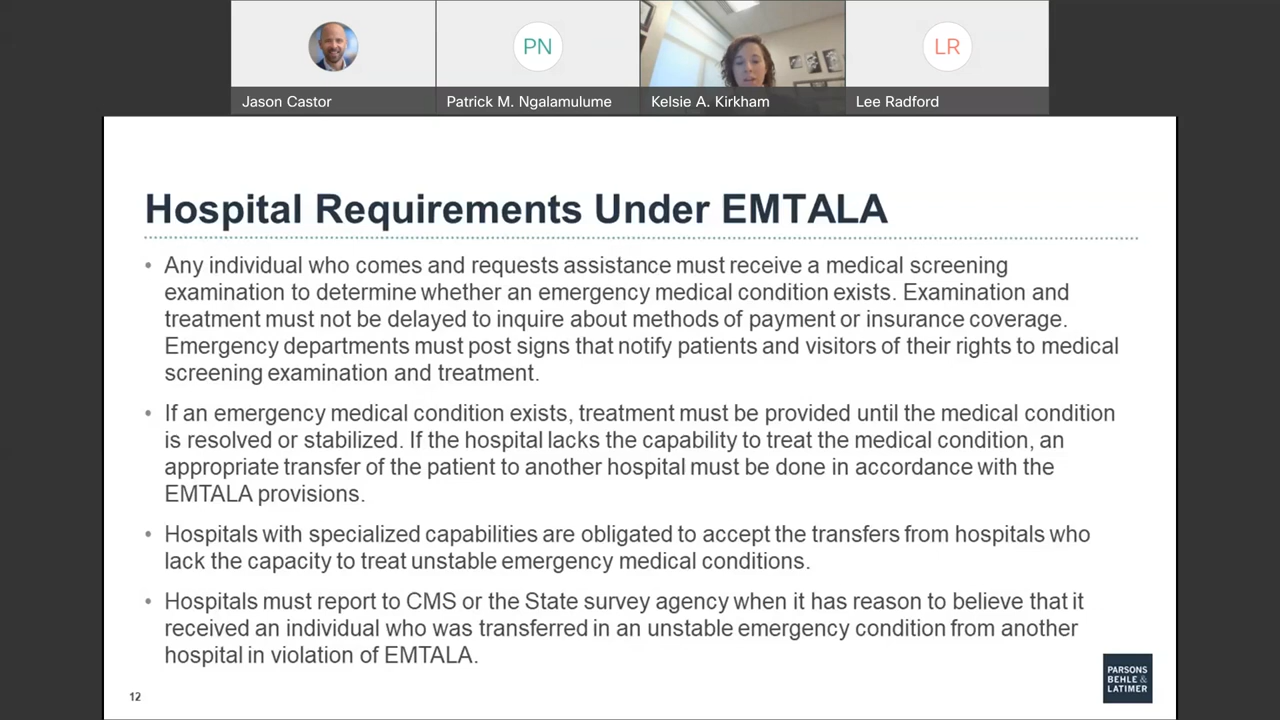 PN
LR
Jason Castor
Patrick M. Ngalamulume
Kelsie A. Kirkham
Lee Radford
Hospital Requirements Under EMTALA
• Any individual who comes and requests assistance must receive a medical screening
examination to determine whether an emergency medical condition exists. Examination and
treatment must not be delayed to inquire about methods of payment or insurance coverage.
Emergency departments must post signs that notify patients and visitors of their rights to medical
screening examination and treatment.
• If an emergency medical condition exists, treatment must be provided until the medical condition
is resolved or stabilized. If the hospital lacks the capability to treat the medical condition, an
appropriate transfer of the patient to another hospital must be done in accordance with the
EMTALA provisions.
• Hospitals with specialized capabilities are obligated to accept the transfers from hospitals who
lack the capacity to treat unstable emergency medical conditions.
• Hospitals must report to CMS or the State survey agency when it has reason to believe that it
received an individual who was transferred in an unstable emergency condition from another
hospital in violation of EMTALA.
12
PARSONS
BEHLE &
LATIMER